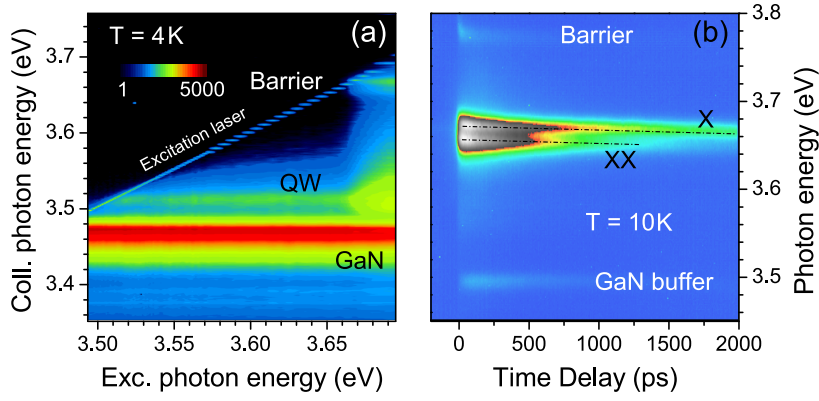 T = 4K
(a)
1 5000
Barrier
Excitation laser
QW
GaN
3.7
3.6
3.5
3.4
Coll. photon energy (eV)
3.50 3.55 3.60 3.65
Exc. photon energy (eV)
Barrier
(b)
X
XX
T = 10K
GaN buffer
3.8
3.7
3.6
3.5
Photon energy (eV)
0 500 1000 1500 2000
Time Delay (ps)